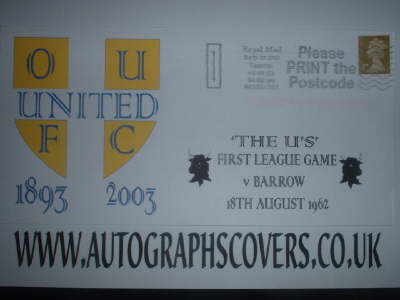 O U
UNITED
F C
1893 2003
Royal Mail
Please
PRINT the
Postcode
'THE U'S'
FIRST LEAGUE GAME
v BARROW
18TH AUGUST 1962
WWW.AUTOGRAPHSCOVERS.CO.UK